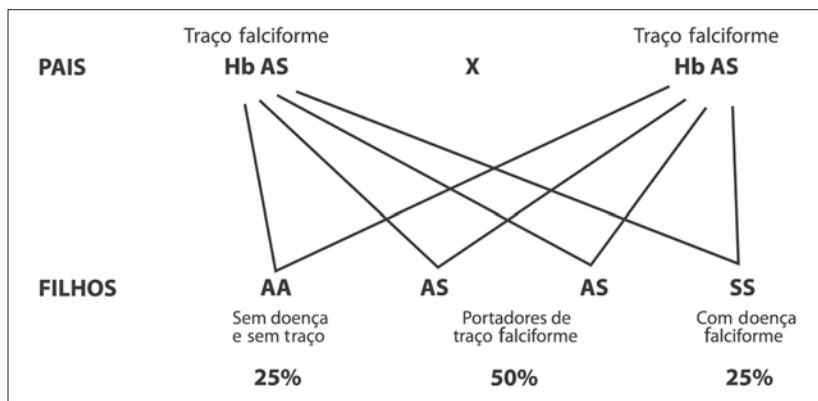 Traço falciforme Traço falciforme
PAIS Hb AS X Hb AS
FILHOS AA AS AS SS
Sem doença Portadores de Com doença
e sem traço traço falciforme falciforme
25% 50% 25%